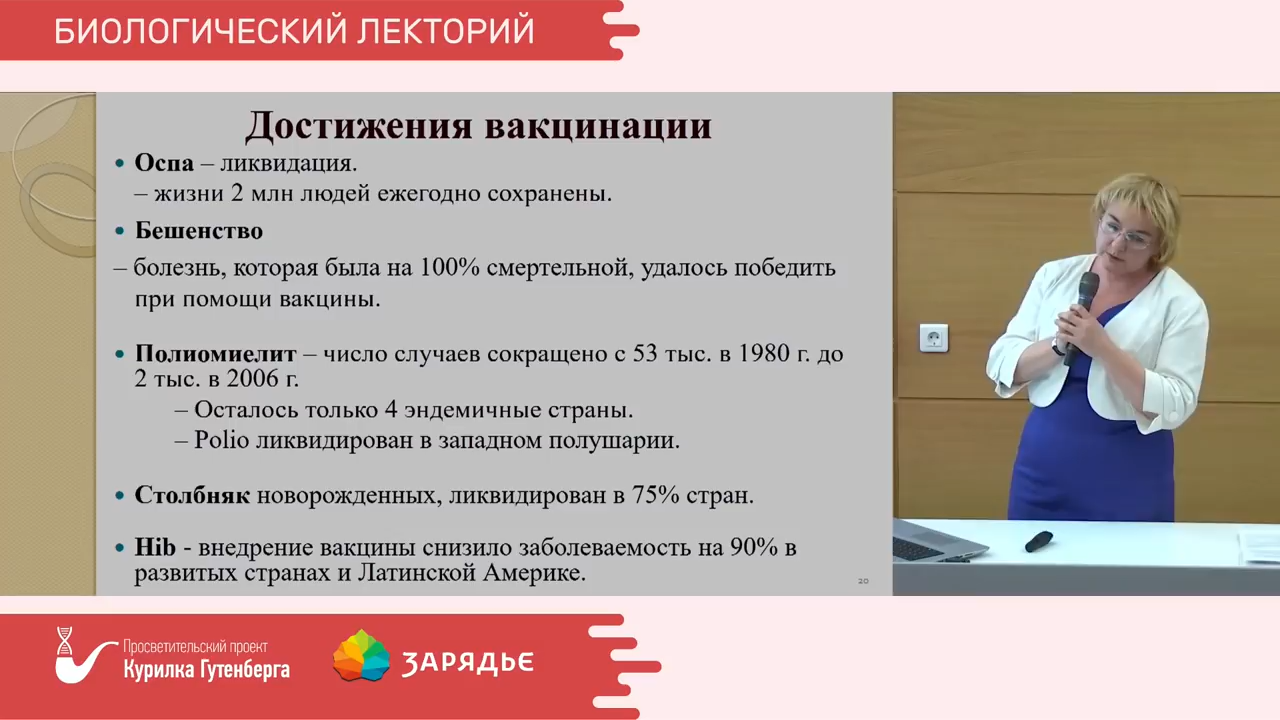 БИОЛОГИЧЕСКИЙ ЛЕКТОРИЙ
Достижения вакцинации
• Оспа – ликвидация.
– жизни 2 млн людей ежегодно сохранены.
• Бешенство
– болезнь, которая была на 100% смертельной, удалось победить
при помощи вакцины.
• Полиомиелит – число случаев сокращено с 53 тыс. в 1980 г. до
2 тыс. в 2006 г.
– Осталось только 4 эндемичные страны.
– Polio ликвидирован в западном полушарии.
• Столбняк новорожденных, ликвидирован в 75% стран.
• Hib - внедрение вакцины снизило заболеваемость на 90% в
развитых странах и Латинской Америке.
20
Просветительский проект
Курилка Гутенберга
ЗАРЯДЬЕ